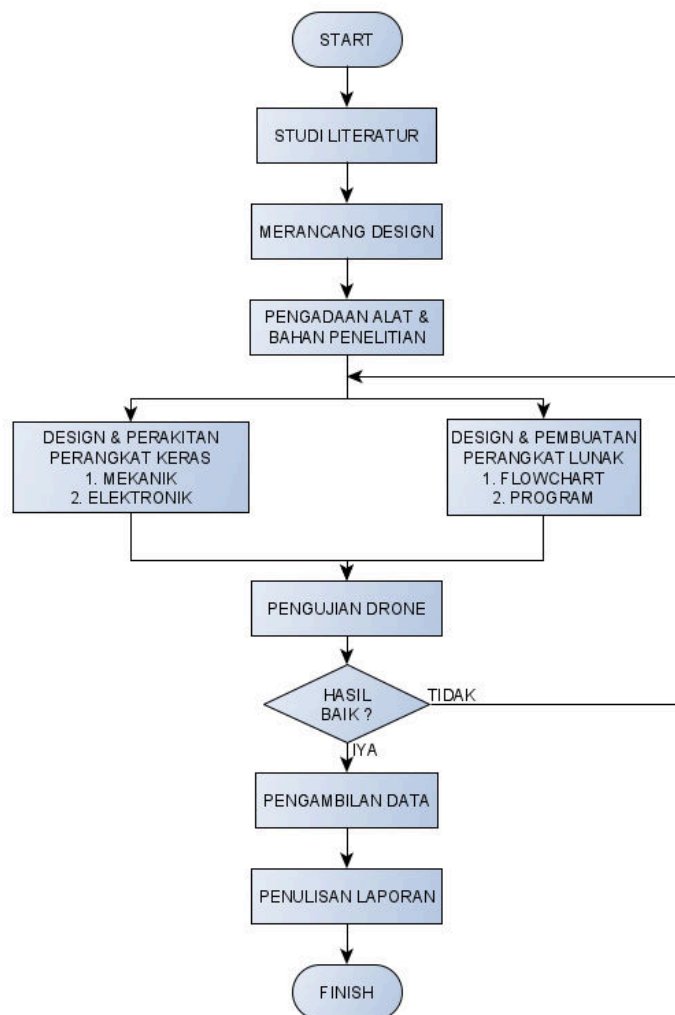 START
STUDI LITERATUR
MERANCANG DESIGN
PENGADAAN ALAT &
BAHAN PENELITIAN
DESIGN & PERAKITAN
PERANGKAT KERAS
1. MEKANIK
2. ELEKTRONIK
DESIGN & PEMBUATAN
PERANGKAT LUNAK
1. FLOWCHART
2. PROGRAM
PENGUJIAN DRONE
HASIL
BAIK ?
TIDAK
IYA
PENGAMBILAN DATA
PENULISAN LAPORAN
FINISH